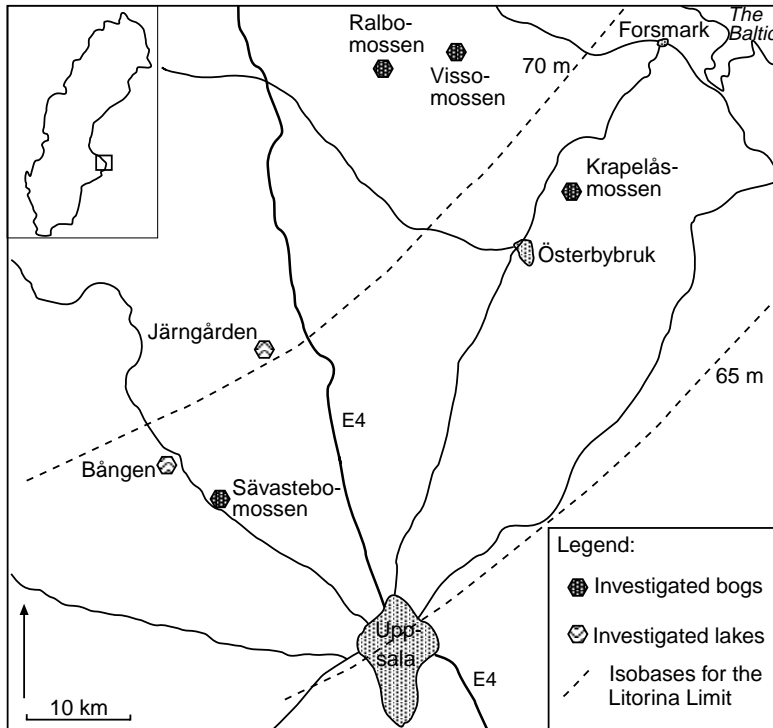 Ralbo-
mossen
Visso-
mossen
70 m
Forsmark
The
Baltic
Krapelås-
mossen
Österbybruk
Järngården
65 m
E4
Bången
Sävastebo-
mossen
Legend:
Investigated bogs
Investigated lakes
Isobases for the
Litorina Limit
Upp-
sala
E4
10 km